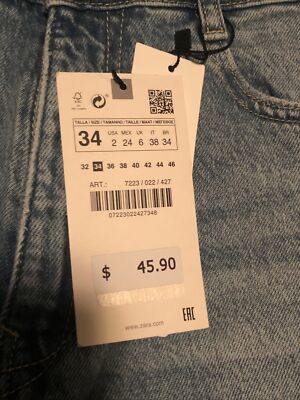 TALLA / SIZE / TAMANHO / TAILLE / MAAT / МӘТІНОЕ
34 USA MEX UK IT BR
2 24 6 38 34
32 34 36 38 40 42 44 46
ART.: 7223 / 022 / 427
07223022427348
$ 45.90
www.zara.com
EAC